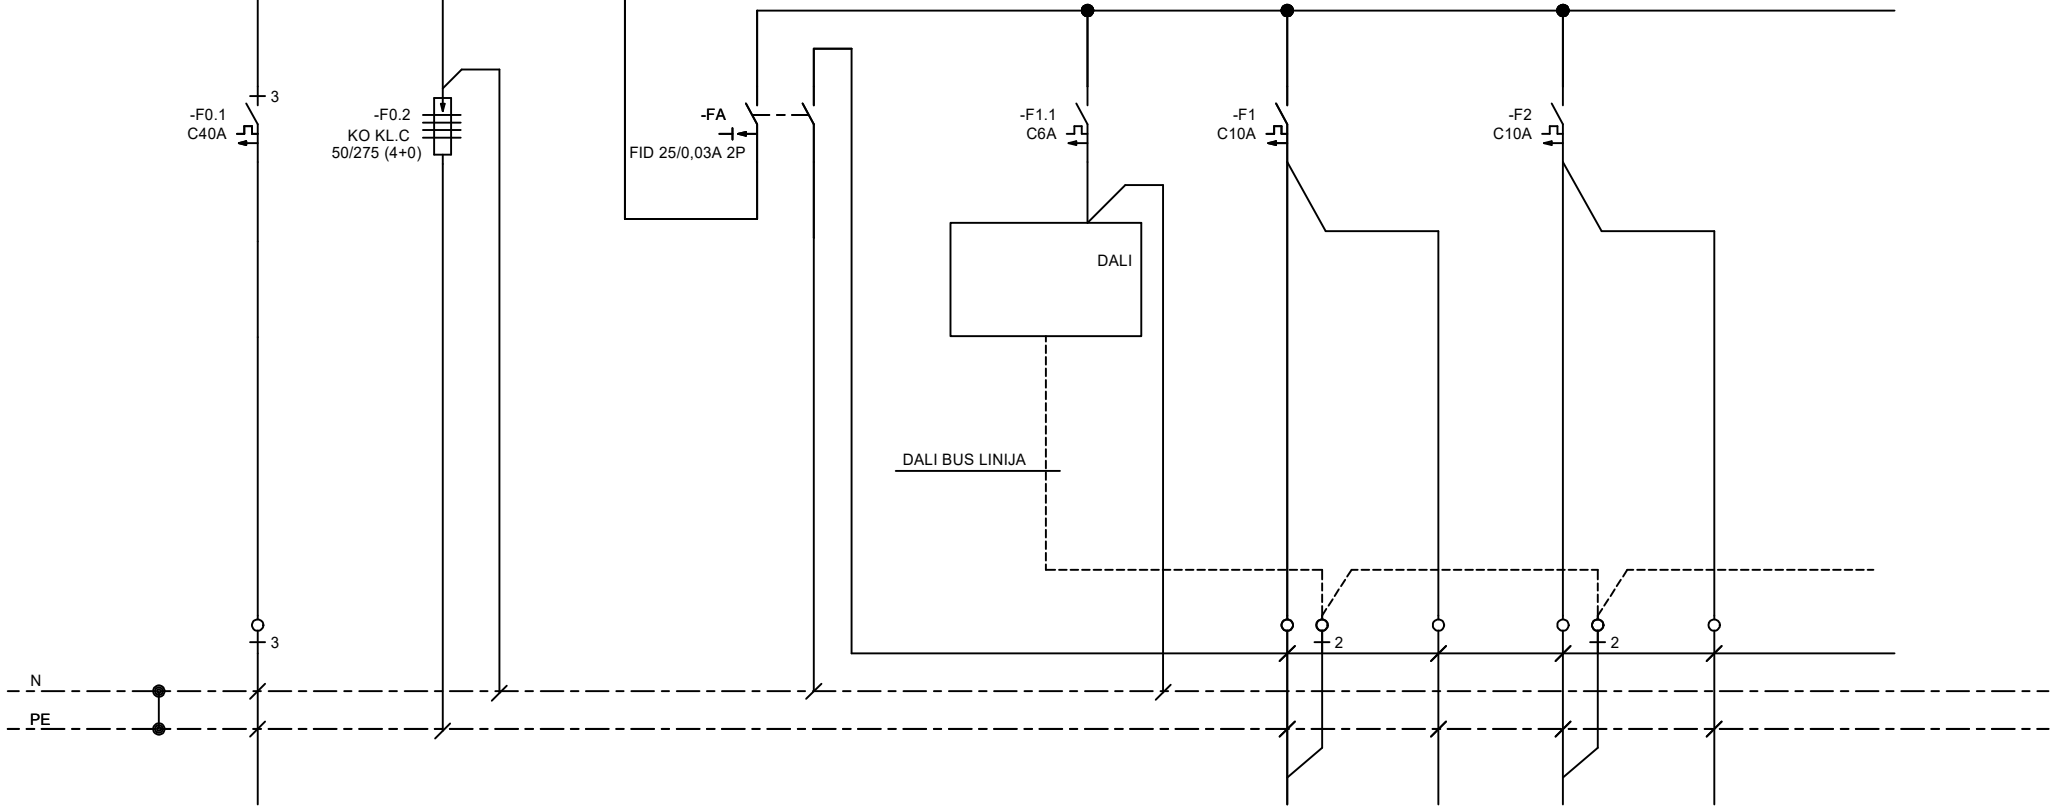 3
-F0.1
C40A
-F0.2
KO KL.C
50/275 (4+0)
-FA
FID 25/0,03A 2P
-F1.1
C6A
-F1
C10A
-F2
C10A
DALI
DALI BUS LINIJA
3
2
2
N
PE